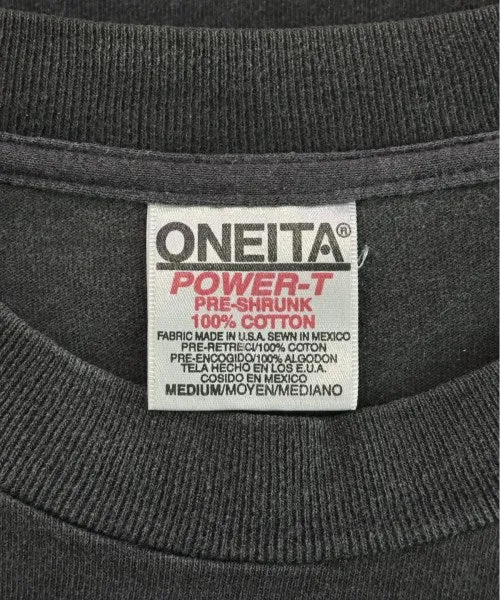 ONEITA®
POWER-T
PRE-SHRUNK
100% COTTON
FABRIC MADE IN U.S.A. SEWN IN MEXICO
PRE-RETRECI/100% COTON
PRE-ENCOGIDO/100% ALGODON
TELA HECHO EN LOS E.U.A.
COSIDO EN MEXICO
MEDIUM/MOYEN/MEDIANO